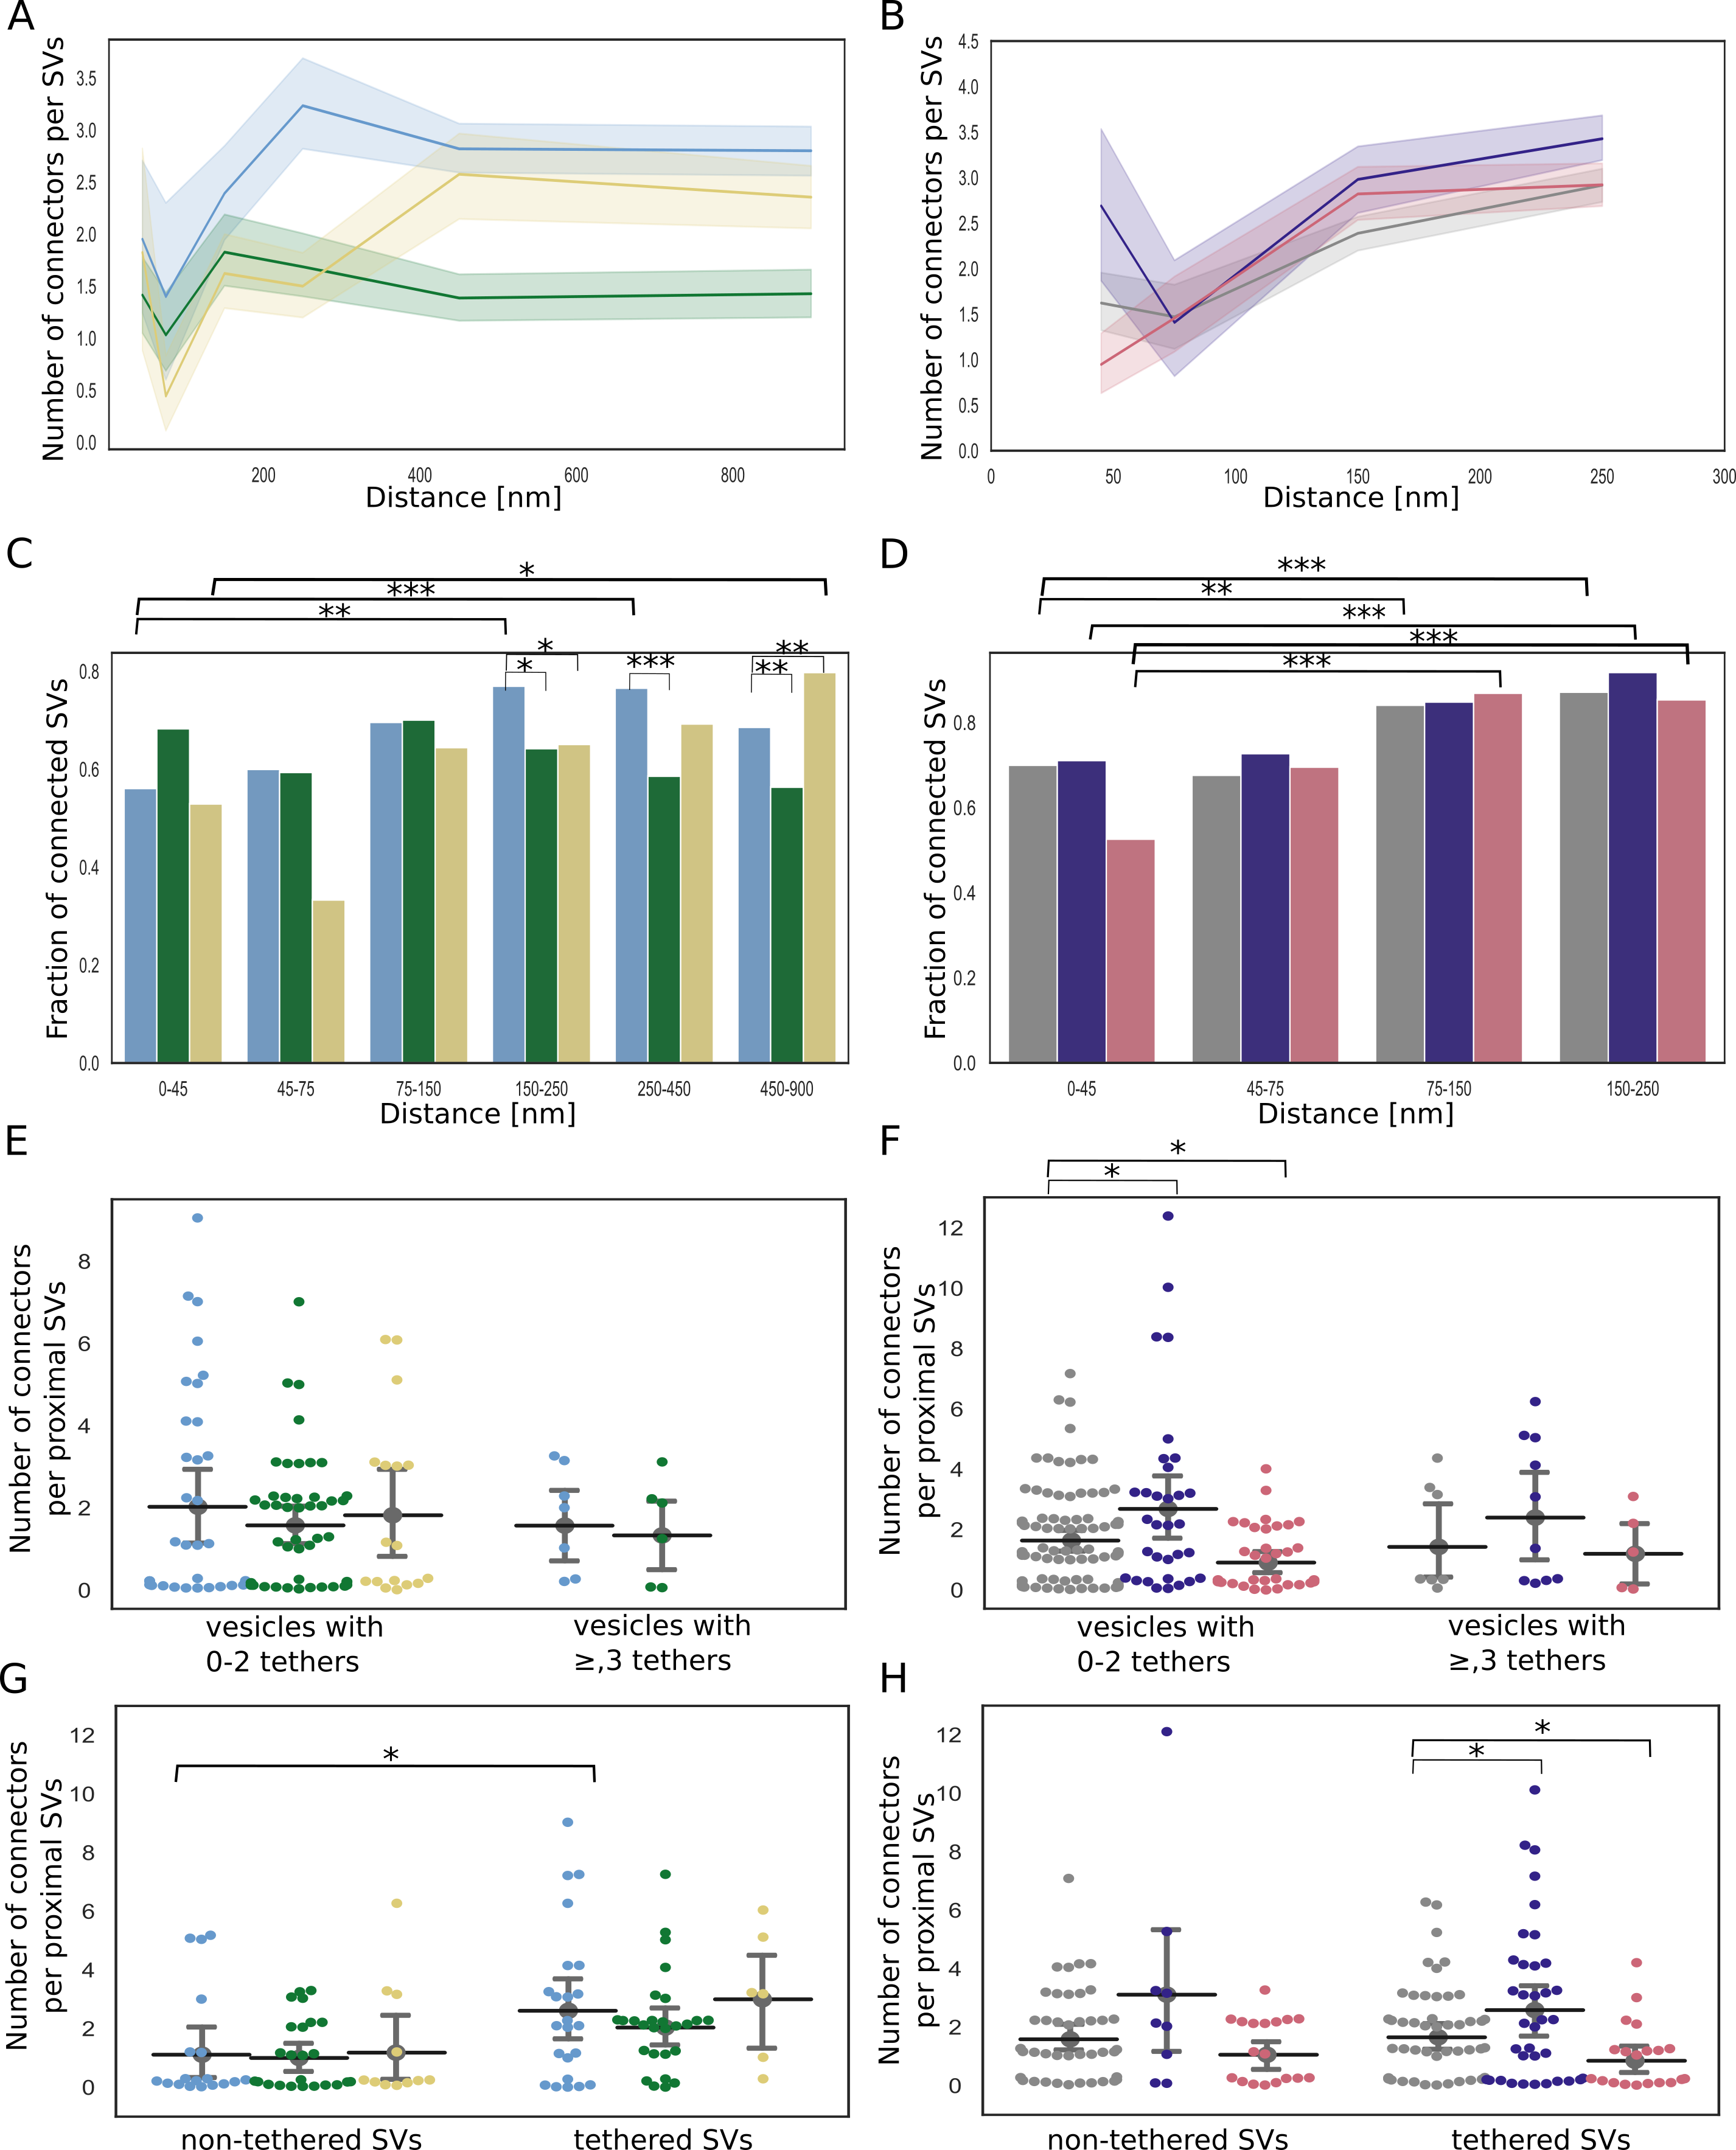 A
Number of connectors per SVs
3.5
3.0
2.5
2.0
1.5
1.0
0.5
0.0
200 400 600 800
Distance [nm]
B
Number of connectors per SVs
4.5
4.0
3.5
3.0
2.5
2.0
1.5
1.0
0.5
0.0
0 50 100 150 200 250 300
Distance [nm]
C
*
***
**
*
*
***
**
**
Fraction of connected SVs
0.8
0.6
0.4
0.2
0.0
0-45 45-75 75-150 150-250 250-450 450-900
Distance [nm]
D
***
**
***
***
***
Fraction of connected SVs
0.8
0.6
0.4
0.2
0.0
0-45 45-75 75-150 150-250
Distance [nm]
E
Number of connectors
per proximal SVs
8
6
4
2
0
vesicles with
0-2 tethers
vesicles with
≥,3 tethers
F
*
*
Number of connectors
per proximal SVs
12
10
8
6
4
2
0
vesicles with
0-2 tethers
vesicles with
≥,3 tethers
G
*
Number of connectors
per proximal SVs
12
10
8
6
4
2
0
non-tethered SVs
tethered SVs
H
*
*
Number of connectors
per proximal SVs
12
10
8
6
4
2
0
non-tethered SVs
tethered SVs